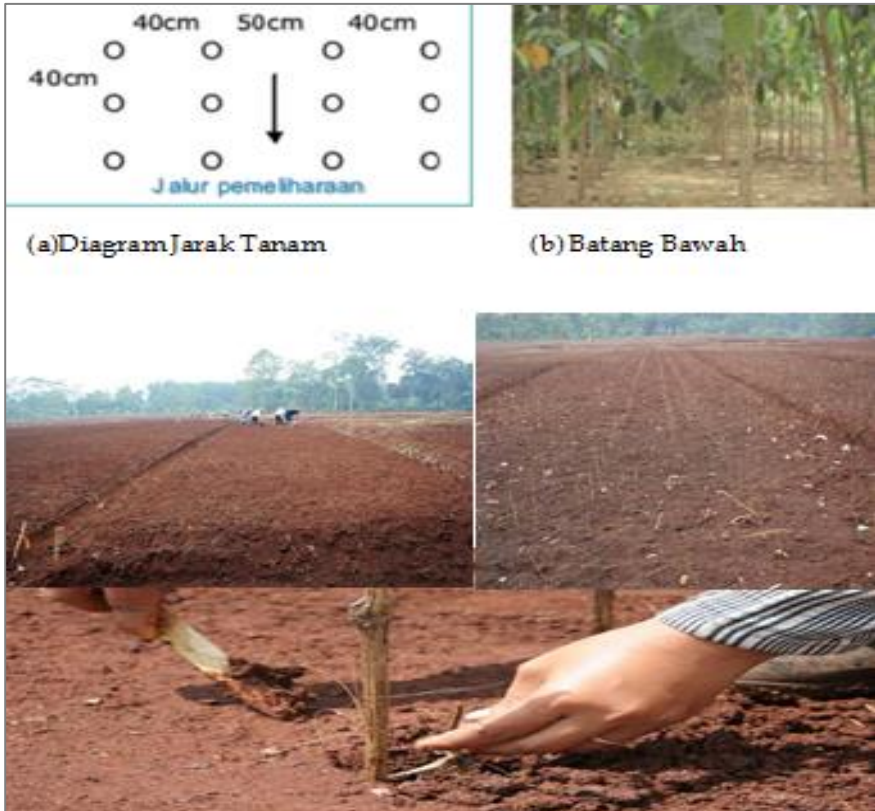 40cm 50cm 40cm
40cm
Jalur pemeliharaan
(a)Diagram Jarak Tanam
(b) Batang Bawah